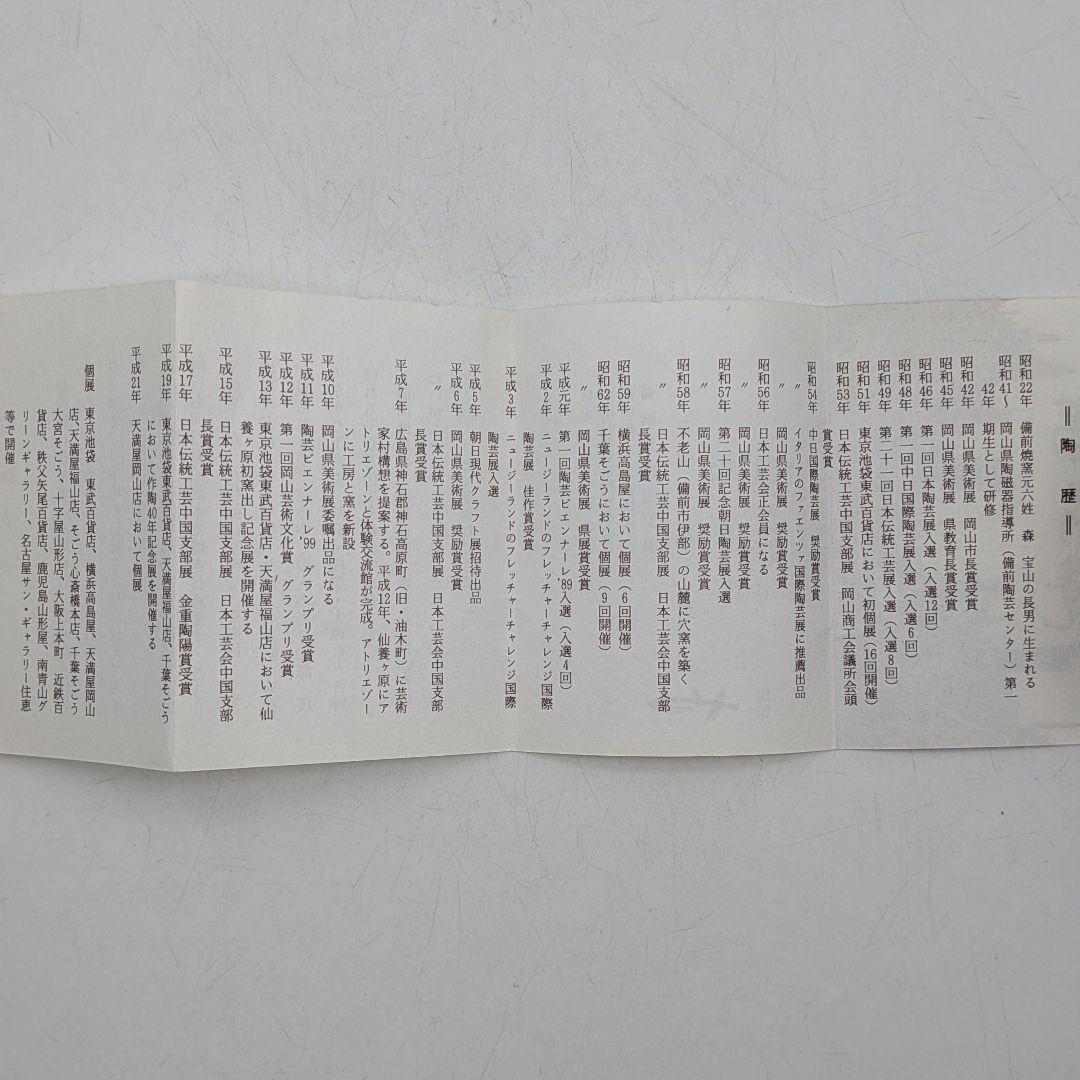 ＝陶　歴＝
昭和22年　備前焼窯元六姓　森　宝山の長男に生まれる
昭和41～　岡山県陶磁器指導所（備前陶芸センター）第一
42年　期生として研修
昭和42年　岡山県美術展　岡山市長賞受賞
昭和45年　岡山県美術展　県教育長賞受賞
昭和46年　第一回日本陶芸展入選（入選12回）
昭和48年　第一回中日国際陶芸展入選（入選6回）
昭和49年　第二十一回日本伝統工芸展入選（入選8回）
昭和51年　東京池袋東武百貨店において初個展（16回開催）
昭和53年　日本伝統工芸中国支部展　岡山商工会議所会頭
賞受賞
昭和54年　中日国際陶芸展　奨励賞受賞
〃　イタリアのファエンツァ国際陶芸展に推薦出品
〃　岡山県美術展　奨励賞受賞
昭和56年　日本工芸会正会員になる
〃　岡山県美術展　奨励賞受賞
昭和57年　第二十回記念朝日陶芸展入選
〃　岡山県美術展　奨励賞受賞
昭和58年　不老山（備前市伊部）の山麓に穴窯を築く
〃　日本伝統工芸中国支部展　日本工芸会中国支部
長賞受賞
昭和59年　横浜高島屋において個展（6回開催）
昭和62年　千葉そごうにおいて個展（9回開催）
〃　岡山県美術展　県展賞受賞
平成元年　第一回陶芸ビエンナーレ'89入選（入選4回）
平成2年　ニュージーランドのフレッチャーチャレンジ国際
陶芸展　佳作賞受賞
平成3年　ニュージーランドのフレッチャーチャレンジ国際
陶芸展入選
平成5年　朝日現代クラフト展招待出品
平成6年　岡山県美術展　奨励賞受賞
〃　日本伝統工芸中国支部展　日本工芸会中国支部
長賞受賞
平成7年　広島県神石郡神石高原町（旧・油木町）に芸術
家村構想を提案する。平成12年、仙養ヶ原にア
トリエゾーンと体験交流館が完成。アトリエゾー
ンに工房と窯を新設
平成10年　岡山県美術展委嘱出品になる
平成11年　陶芸ビエンナーレ'99　グランプリ受賞
平成12年　第一回岡山芸術文化賞　グランプリ賞受賞
平成13年　東京池袋東武百貨店・天満屋福山店において仙
養ヶ原初窯出し記念展を開催する
平成15年　日本伝統工芸中国支部展　日本工芸会中国支部
長賞受賞
平成17年　日本伝統工芸中国支部展　金重陶陽賞受賞
平成19年　東京池袋東武百貨店、天満屋福山店、千葉そごう
において作陶40年記念展を開催する
平成21年　天満屋岡山店において個展
個展　東京池袋　東武百貨店、横浜高島屋、天満屋岡山
店、天満屋福山店、そごう心斎橋本店、千葉そごう
大宮そごう、十字屋山形店、大阪上本町　近鉄百
貨店、秩父矢尾百貨店、鹿児島山形屋、南青山グ
リーンギャラリー、名古屋サン・ギャラリー住恵
等で開催